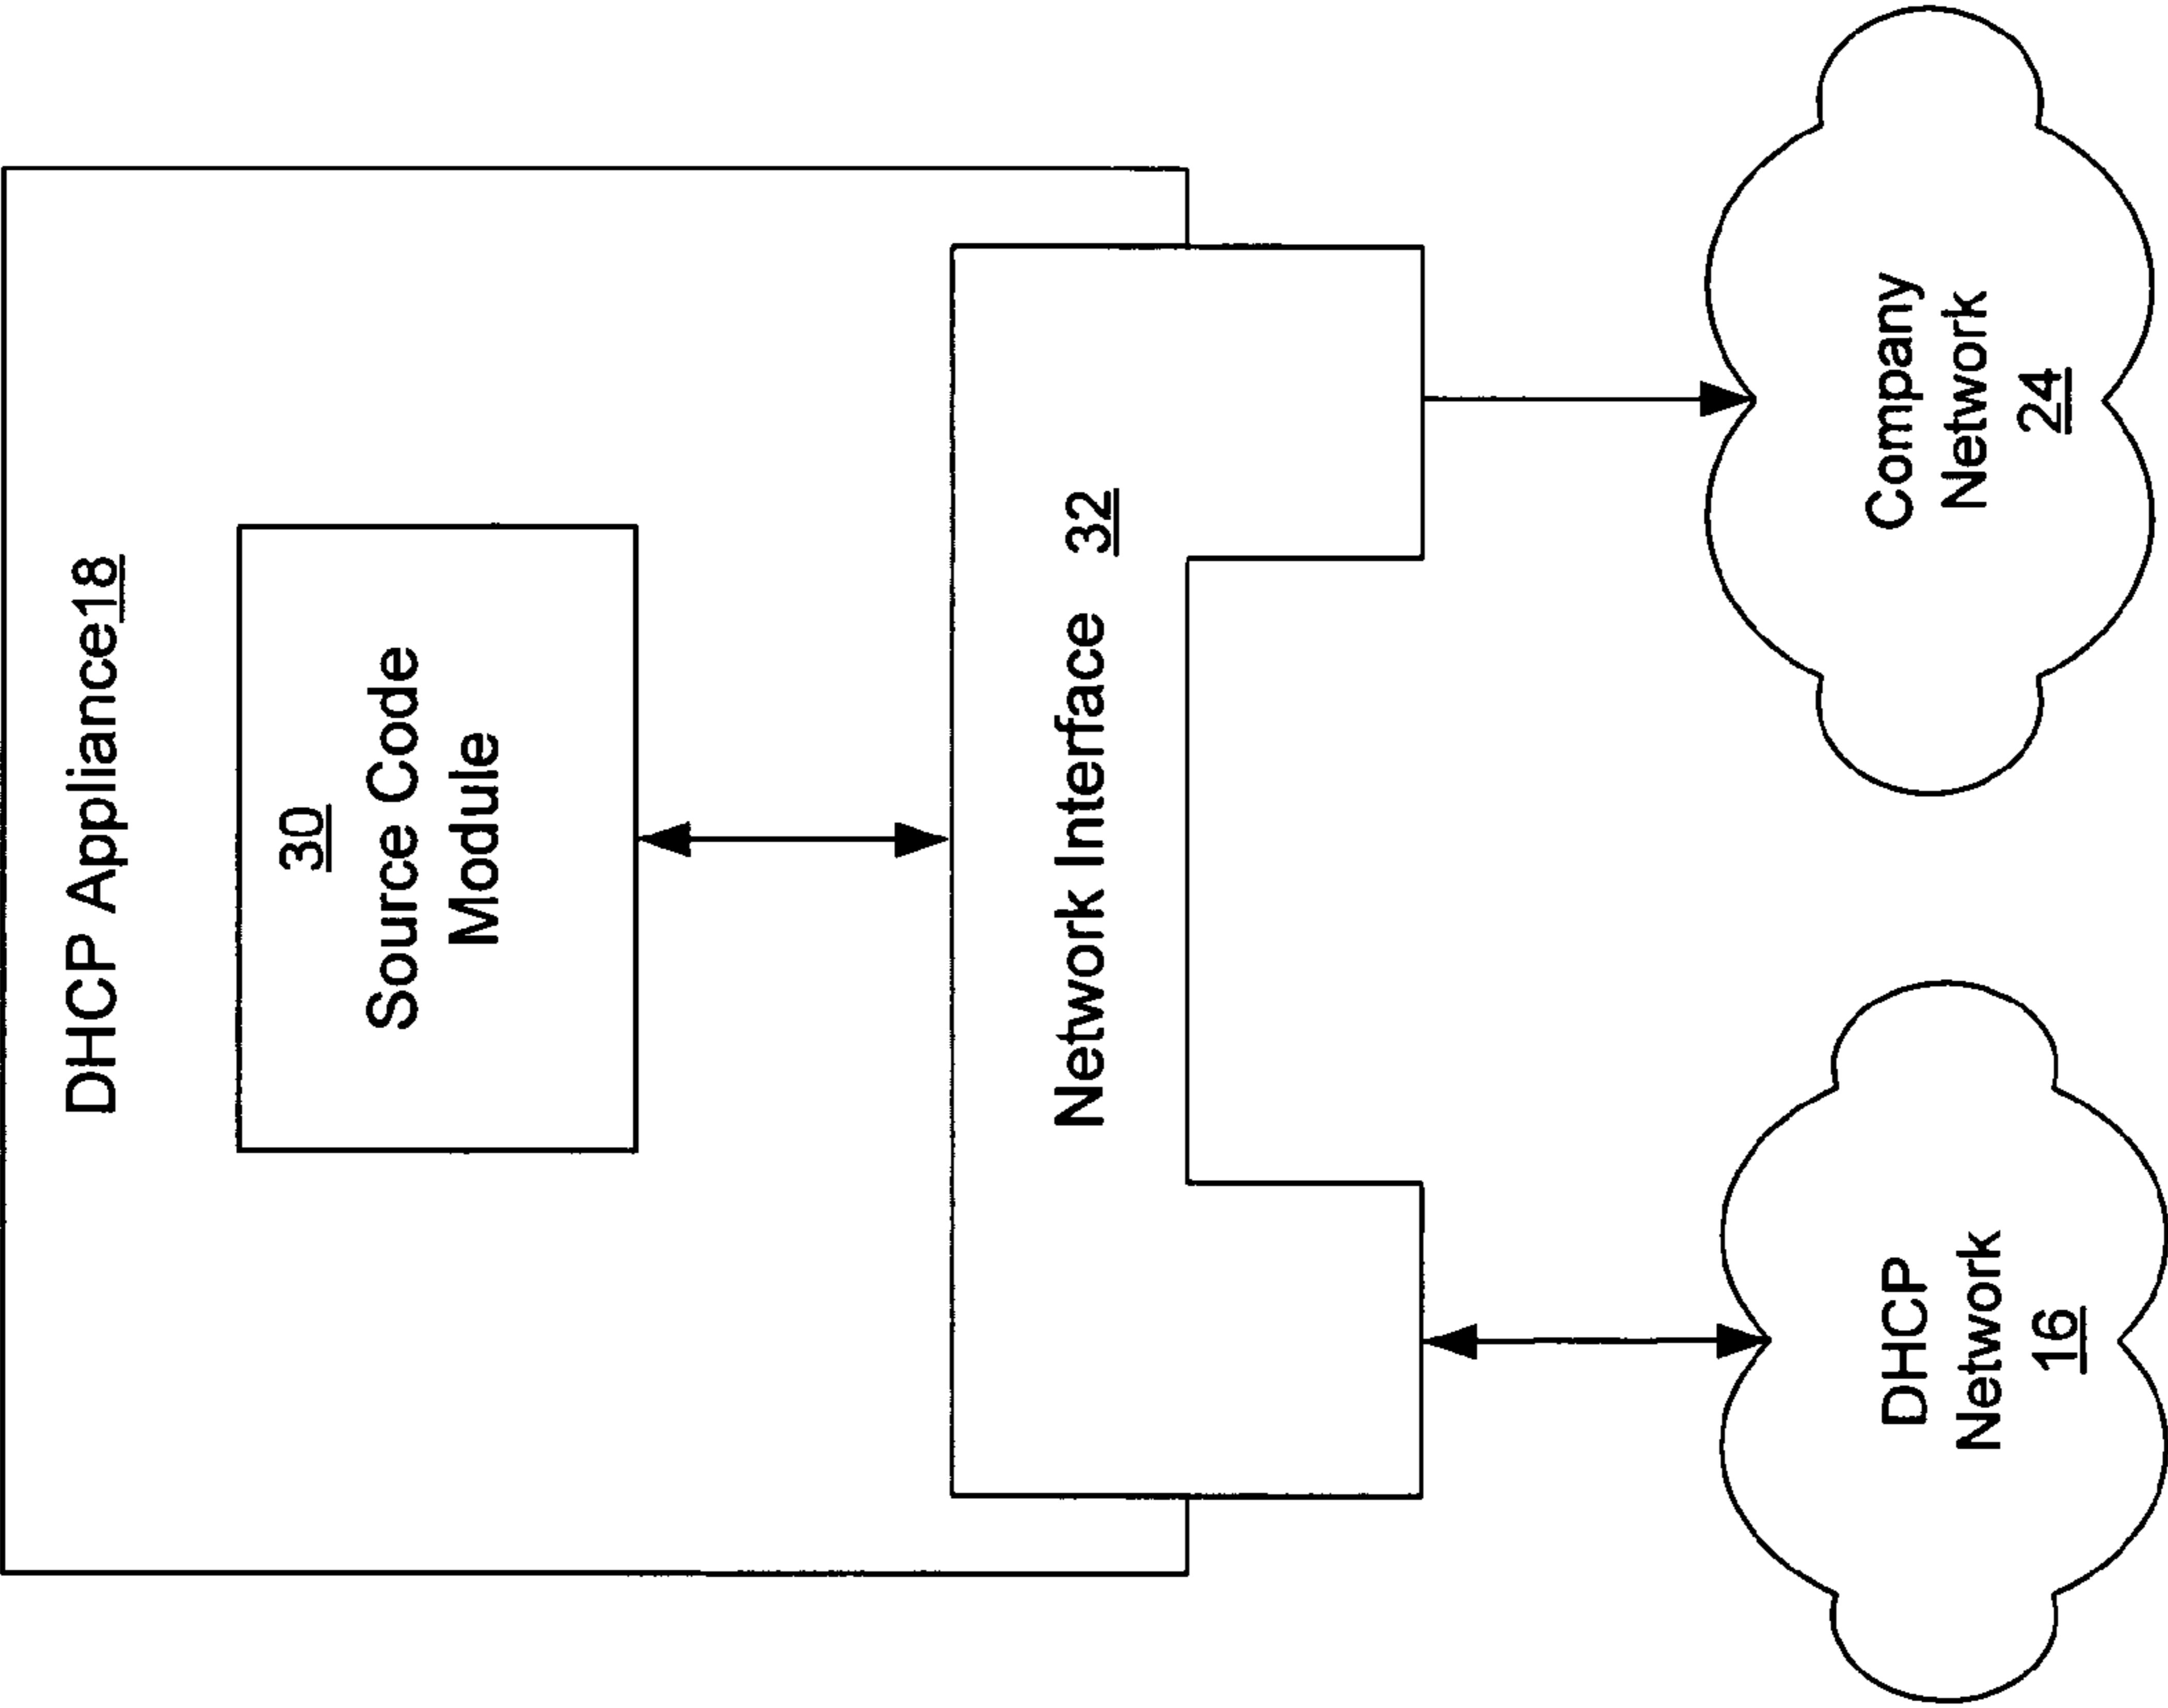 DHCP Appliance18
30
Source Code
Module
Network Interface 32
DHCP
Network
16
Company
Network
24